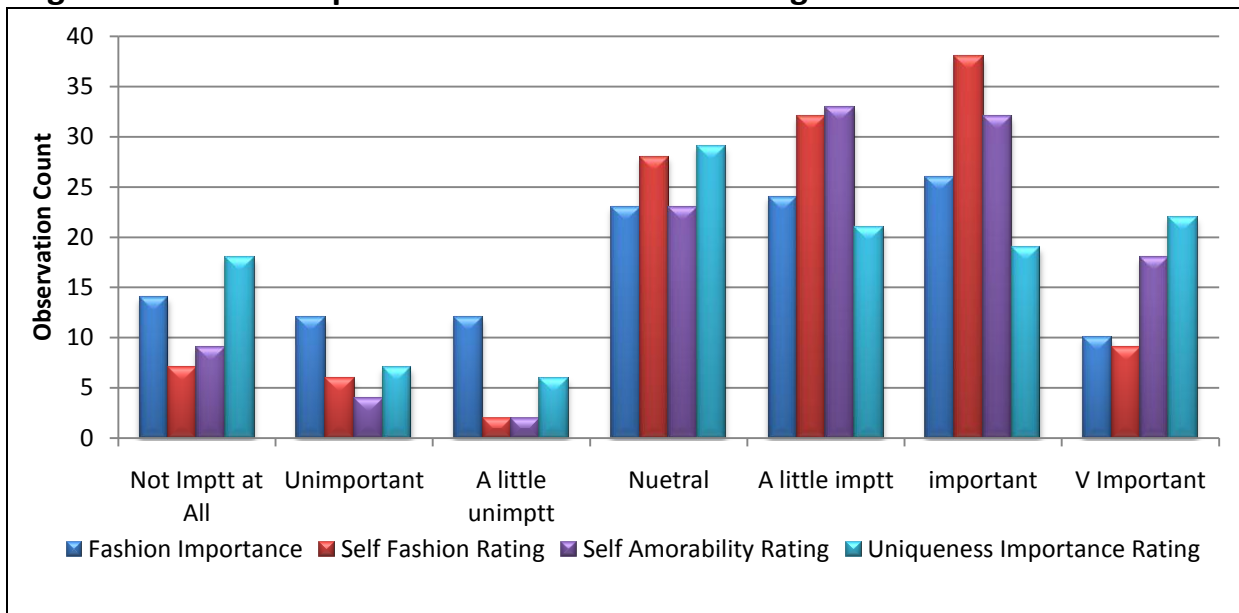 40
35
30
25
20
15
10
5
0
Observation Count
Not Imptt at All
Unimportant
A little unimptt
Nuetral
A little imptt
important
V Important
Fashion Importance
Self Fashion Rating
Self Amorability Rating
Uniqueness Importance Rating